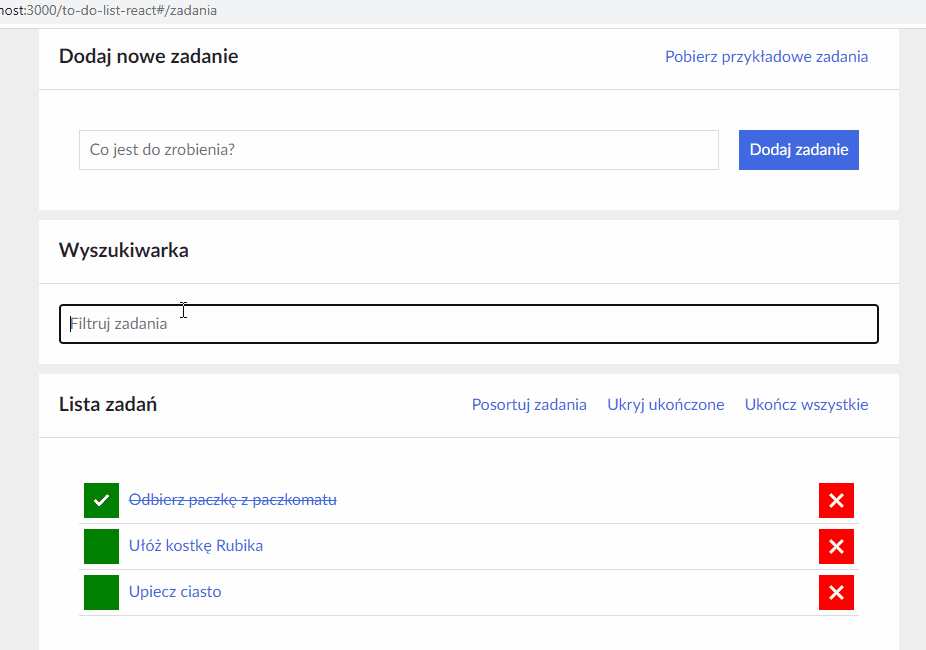 nost:3000/to-do-list-react#/zadania
Dodaj nowe zadanie
Pobierz przykładowe zadania
Co jest do zrobienia?
Dodaj zadanie
Wyszukiwarka
Filtruj zadania
Lista zadań
Posortuj zadania
Ukryj ukończone
Ukończ wszystkie
Odbierz paczkę z paczkomatu
Ułóż kostkę Rubika
Upiecz ciasto